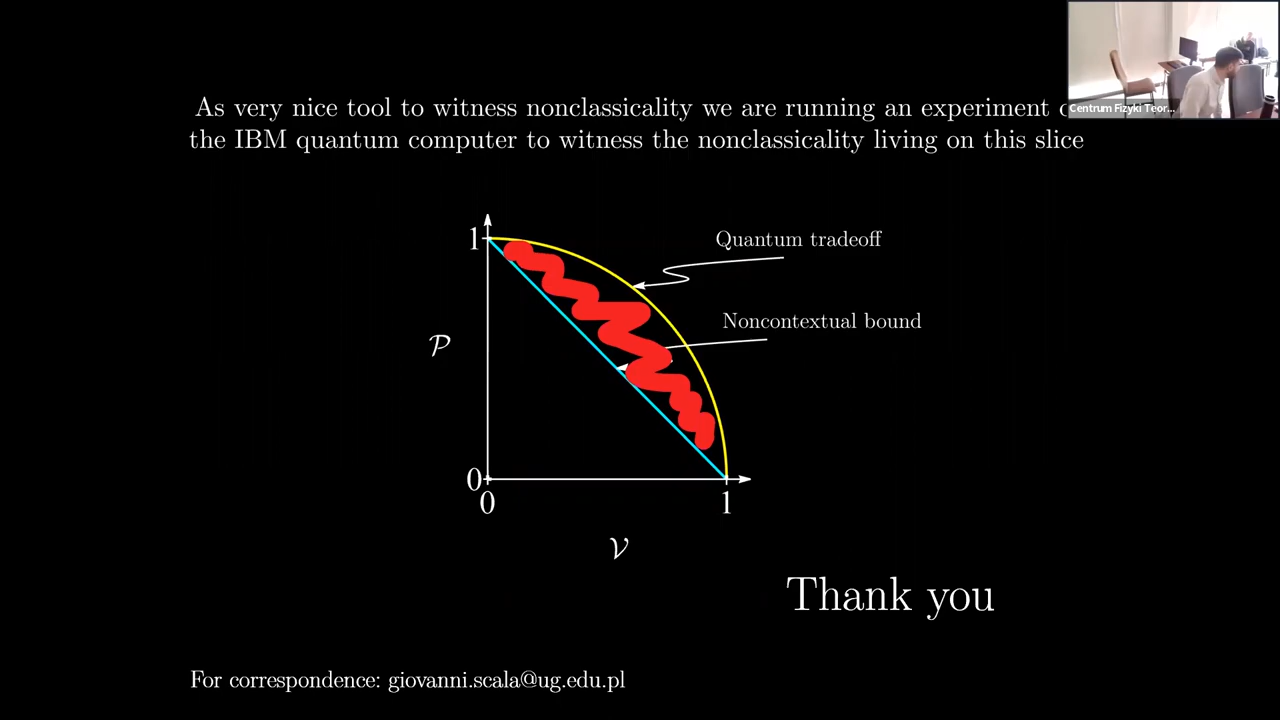 As very nice tool to witness nonclassicality we are running an experiment
the IBM quantum computer to witness the nonclassicality living on this slice
Centrum Fizyki Teor...
1
Quantum tradeoff
Noncontextual bound
𝒫
0
0
1
𝒱
Thank you
For correspondence: giovanni.scala@ug.edu.pl